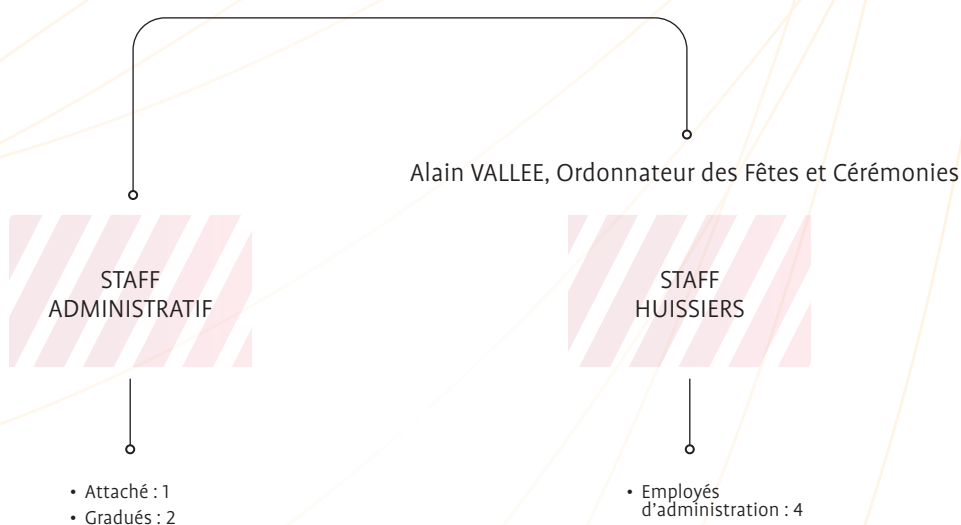 Alain VALLEE, Ordonnateur des Fêtes et Cérémonies
STAFF
ADMINISTRATIF
• Attaché : 1
• Gradués : 2
STAFF
HUISSIERS
• Employés
d'administration : 4